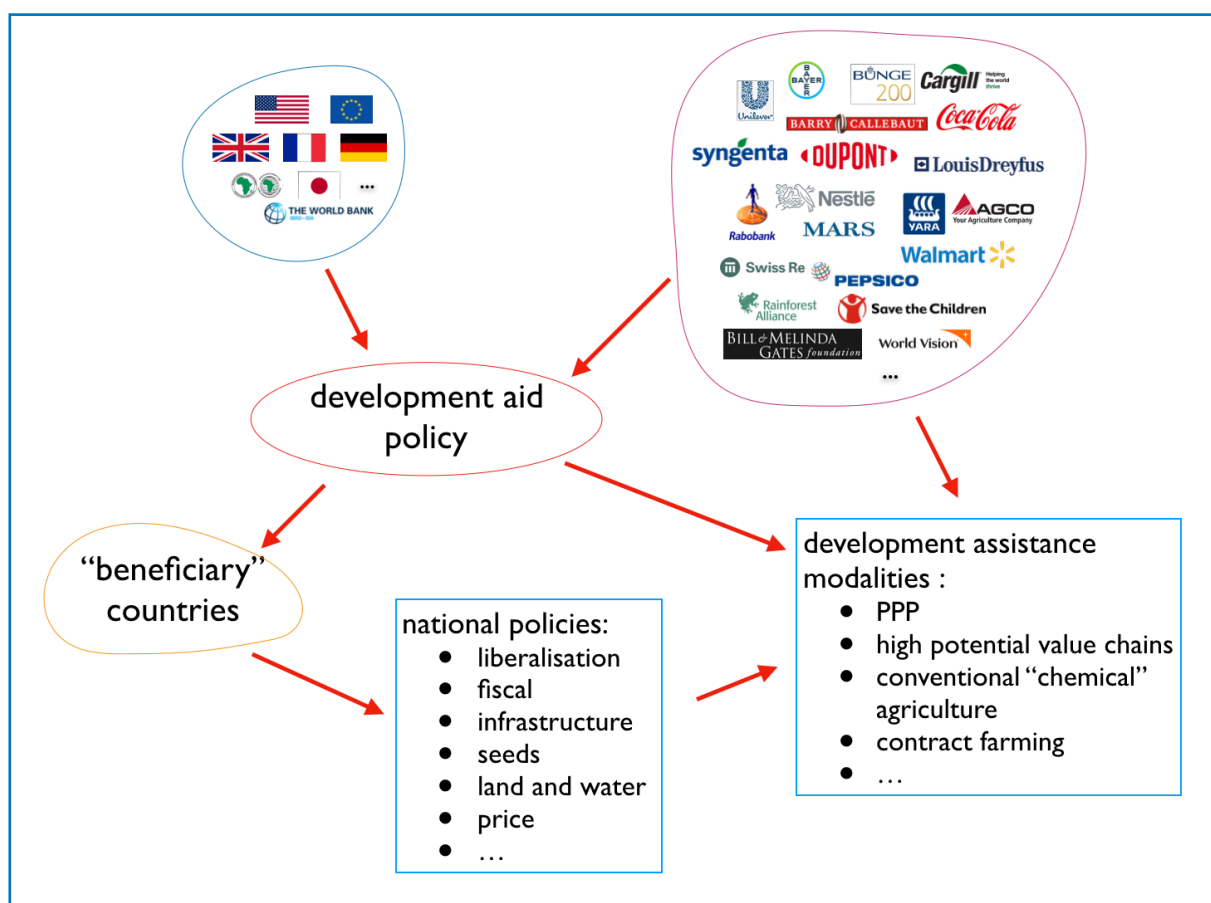 THE WORLD BANK
IBRD • IDA
Unilever
BAYER
BAYER
BUNGE
200
Cargill
Helping
the world
thrive
BARRY CALLEBAUT
Coca-Cola
syngenta
DUPONT
LouisDreyfus
Rabobank
Nestlé
MARS
YARA
AGCO
Your Agriculture Company
Walmart
Swiss Re
PEPSICO
Rainforest
Alliance
Save the Children
BILL & MELINDA
GATES foundation
World Vision
...
...
development aid
policy
“beneficiary”
countries
national policies:
● liberalisation
● fiscal
● infrastructure
● seeds
● land and water
● price
● …
development assistance
modalities :
● PPP
● high potential value chains
● conventional “chemical”
agriculture
● contract farming
● …